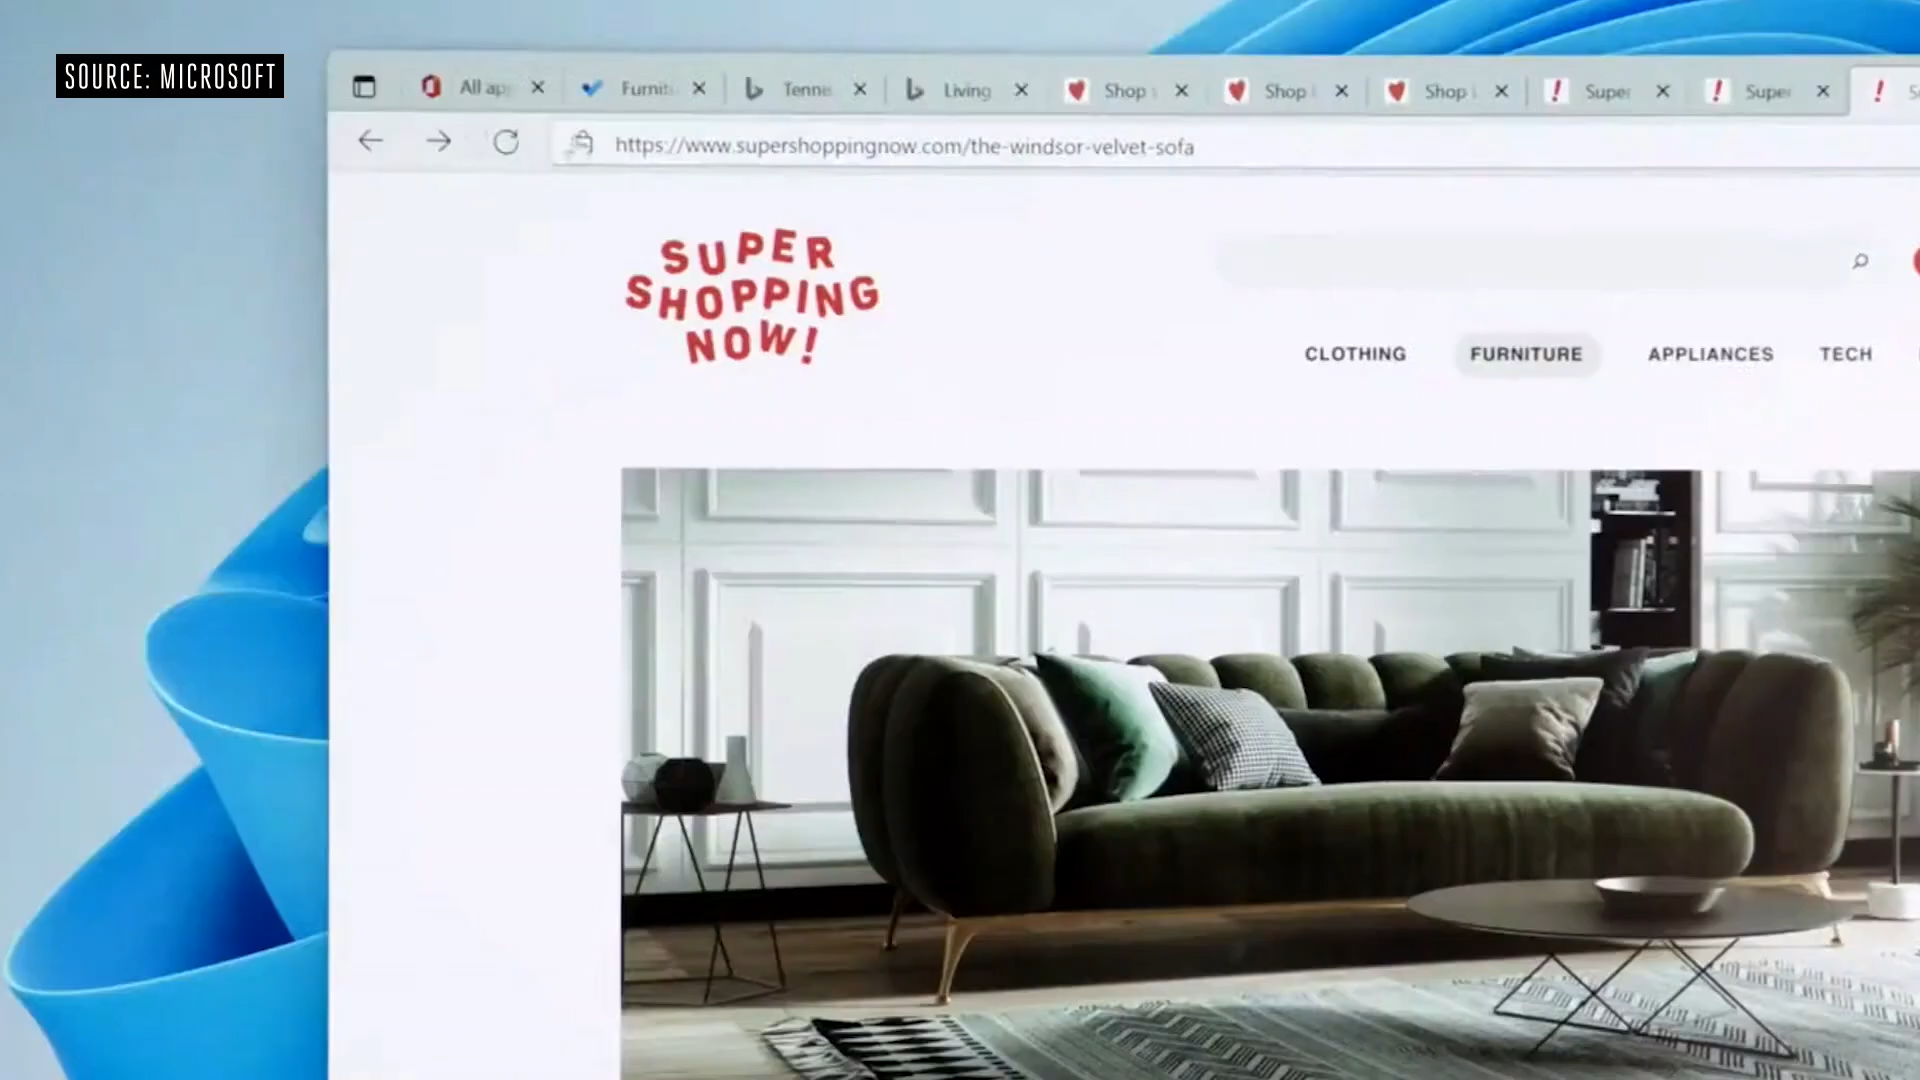 SOURCE: MICROSOFT
All ap
Furnit
Tenne
Living
Shop
Shop
Shop
Super
Super
https://www.supershoppingnow.com/the-windsor-velvet-sofa
SUPER
SHOPPING
NOW!
CLOTHING
FURNITURE
APPLIANCES
TECH